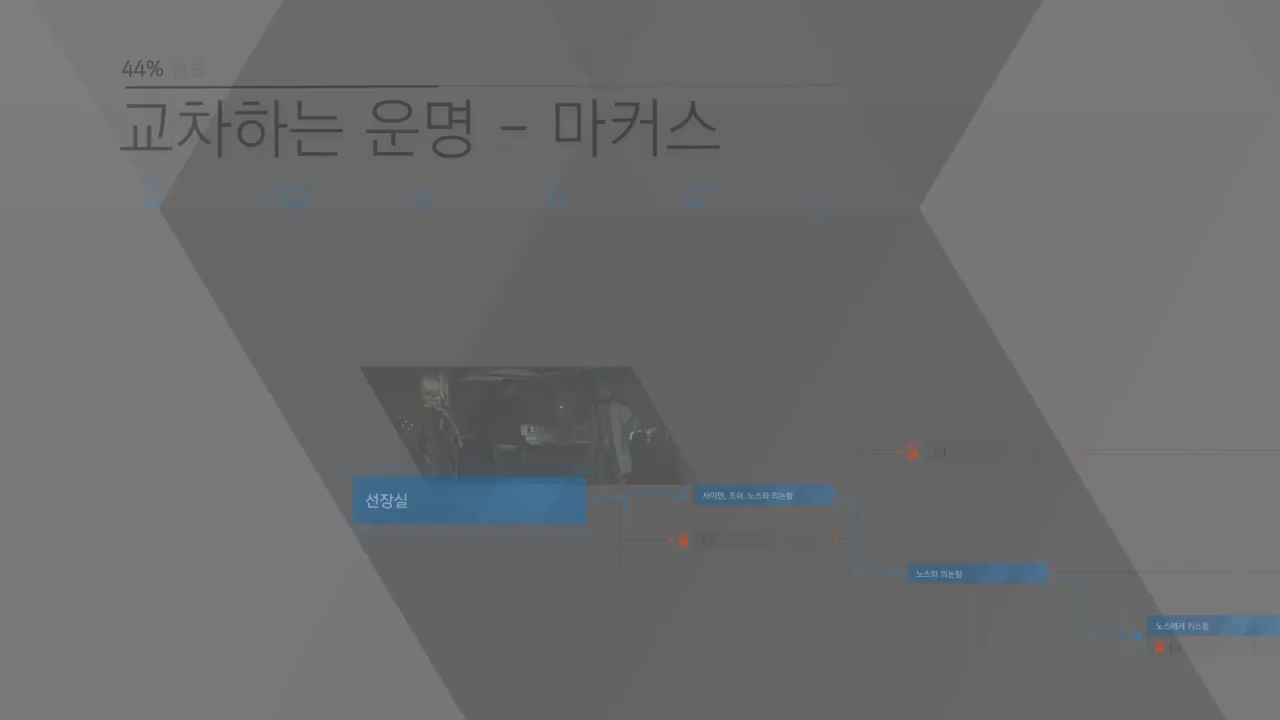 44%
교차하는 운명 - 마커스
선장실
사이먼, 조쉬, 노스와 의논함
노스와 의논함
노스에게 키스함